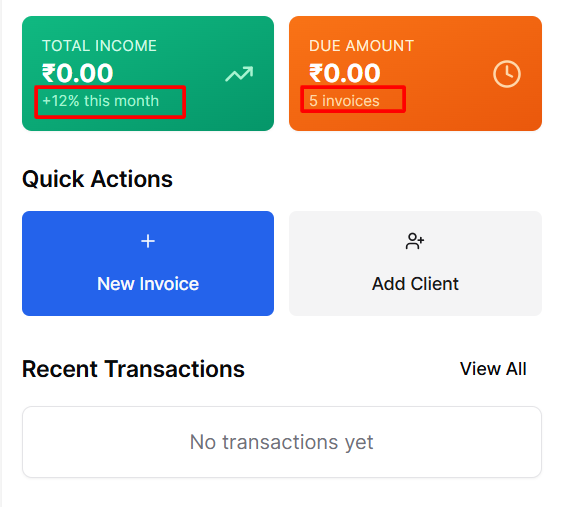 TOTAL INCOME
₹0.00
+12% this month
DUE AMOUNT
₹0.00
5 invoices
Quick Actions
New Invoice
Add Client
Recent Transactions
View All
No transactions yet